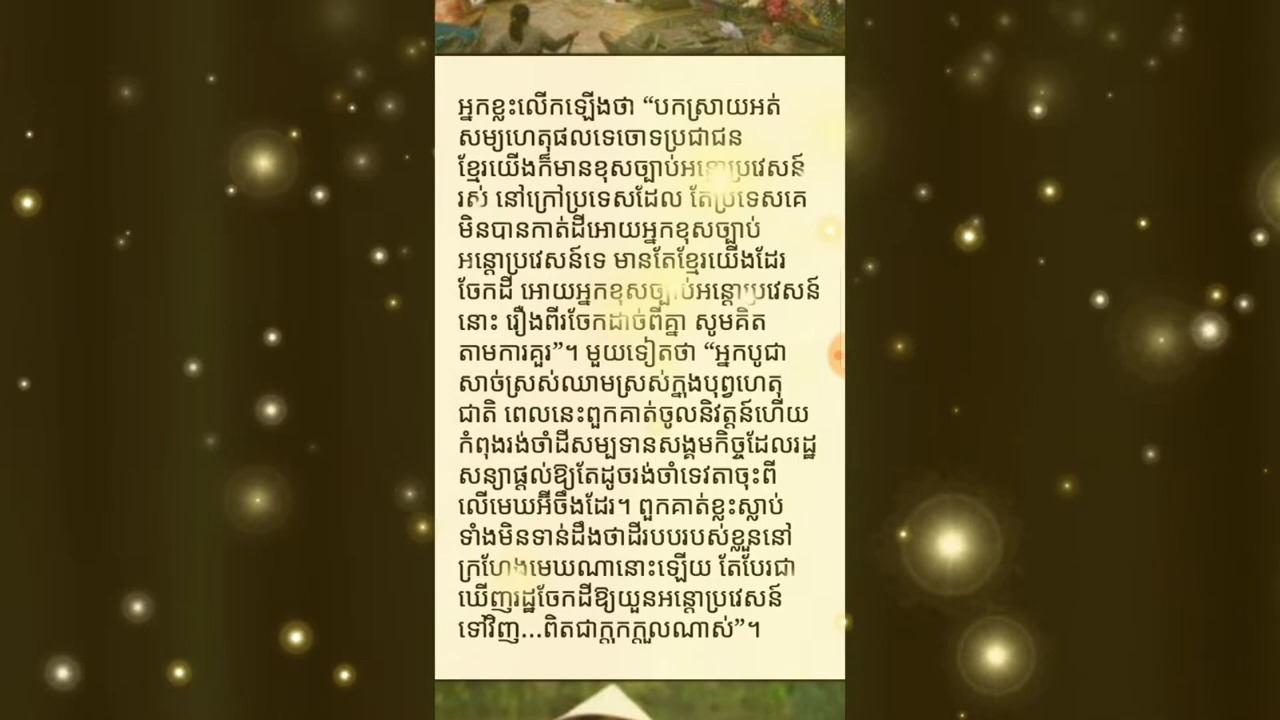 អ្នកខ្លះលើកឡើងថា “បកស្រាយអត់
សម្យហេតុផលទេចោទប្រជាជន
ខ្មែរយើងក៏មានខុសច្បាប់អន្តោប្រវេសន៍
រស់ នៅក្រៅប្រទេសដែល តែប្រទេសគេ
មិនបានកាត់ដីអោយអ្នកខុសច្បាប់
អន្តោប្រវេសន៍ទេ មានតែខ្មែរយើងដែរ
ចែកដី អោយអ្នកខុសច្បាប់អន្តោប្រវេសន៍
នោះ រឿងពីរចែកដាច់ពីគ្នា សូមគិត
តាមការគួរ”។ មួយទៀតថា “អ្នកបូជា
សាច់ស្រស់ឈាមស្រស់ក្នុងបុព្វហេតុ
ជាតិ ពេលនេះពួកគាត់ចូលនិវត្តន៍ហើយ
កំពុងរង់ចាំដីសម្បទានសង្គមកិច្ចដែលរដ្ឋ
សន្យាផ្តល់ឱ្យតែដូចរង់ចាំទេវតាចុះពី
លើមេឃអ៊ីចឹងដែរ។ ពួកគាត់ខ្លះស្លាប់
ទាំងមិនទាន់ដឹងថាដីរបបរបស់ខ្លួននៅ
ក្រហែងមេឃណានោះឡើយ តែបែរជា
ឃើញរដ្ឋចែកដីឱ្យយួនអន្តោប្រវេសន៍
ទៅវិញ...ពិតជាក្តុកក្តួលណាស់”។